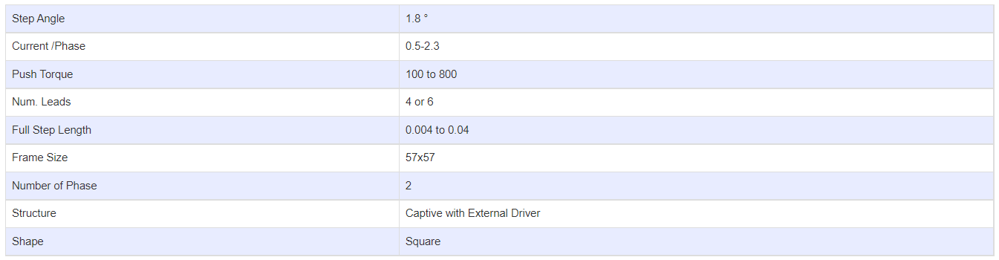 Step Angle 1.8 °
Current /Phase 0.5-2.3
Push Torque 100 to 800
Num. Leads 4 or 6
Full Step Length 0.004 to 0.04
Frame Size 57x57
Number of Phase 2
Structure Captive with External Driver
Shape Square